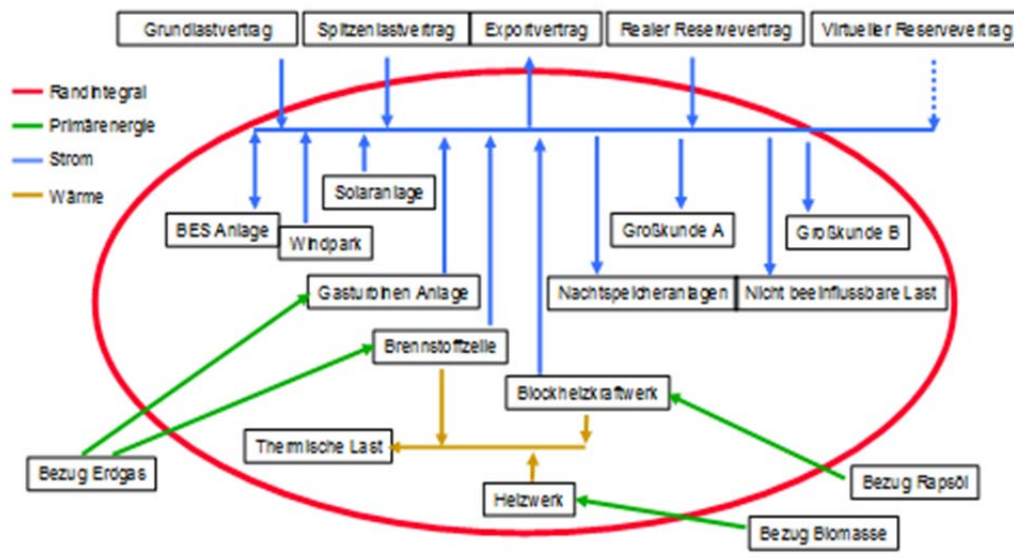 Grundlastvertrag
Spitzenlastvertrag
Exportvertrag
Realer Reservevertrag
Virtueller Reservevertrag
Randintegral
Primärenergie
Strom
Wärme
Solaranlage
BES Anlage
Windpark
Großkunde A
Großkunde B
Gasturbinen Anlage
Nachtspeicheranlagen
Nicht beeinflussbare Last
Brennstoffzelle
Blockheizkraftwerk
Thermische Last
Bezug Erdgas
Heizwerk
Bezug Rapsöl
Bezug Biomasse